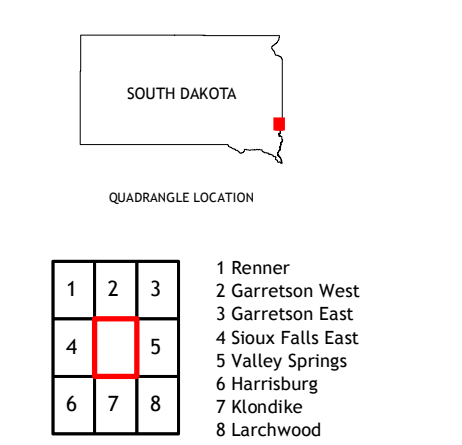 SOUTH DAKOTA
QUADRANGLE LOCATION
1 2 3
4 5
6 7 8
1 Renner
2 Garretson West
3 Garretson East
4 Sioux Falls East
5 Valley Springs
6 Harrisburg
7 Klondike
8 Larchwood